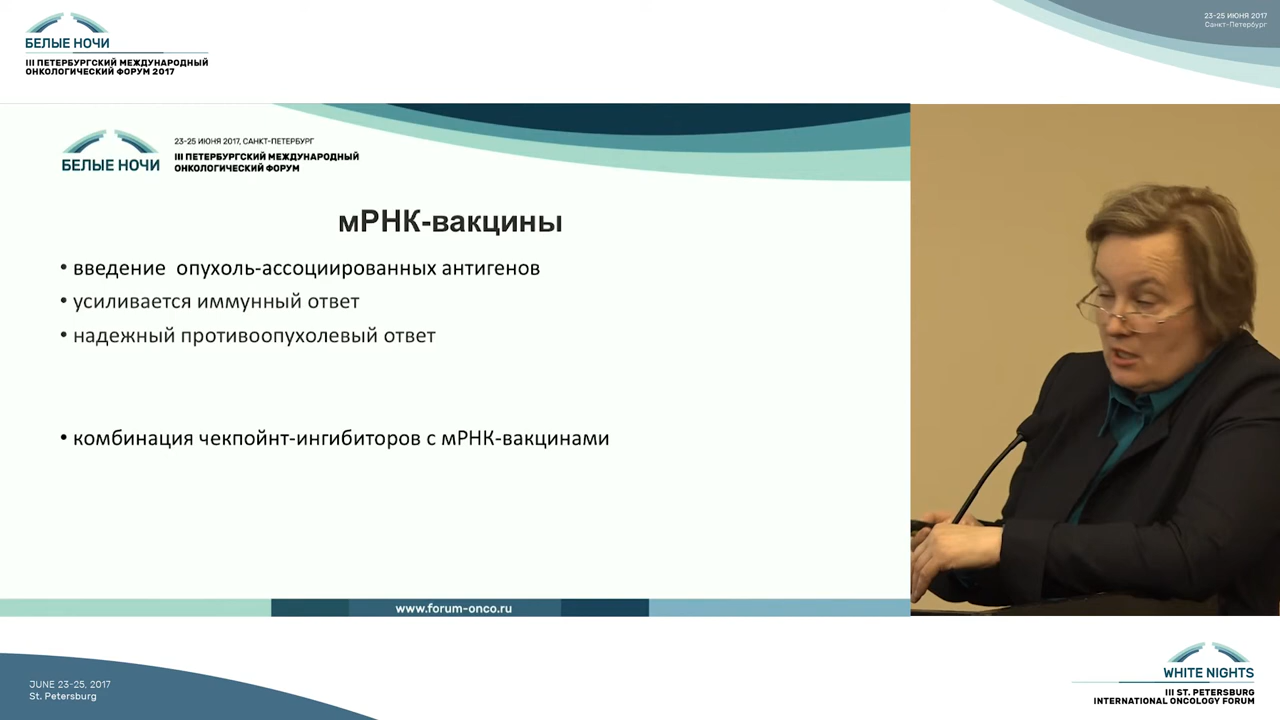 БЕЛЫЕ НОЧИ
III ПЕТЕРБУРГСКИЙ МЕЖДУНАРОДНЫЙ
ОНКОЛОГИЧЕСКИЙ ФОРУМ 2017
23-25 ИЮНЯ 2017
Санкт-Петербург
БЕЛЫЕ НОЧИ
23-25 ИЮНЯ 2017, САНКТ-ПЕТЕРБУРГ
III ПЕТЕРБУРГСКИЙ МЕЖДУНАРОДНЫЙ
ОНКОЛОГИЧЕСКИЙ ФОРУМ
мРНК-вакцины
• введение опухоль-ассоциированных антигенов
• усиливается иммунный ответ
• надежный противоопухолевый ответ
• комбинация чекпойнт-ингибиторов с мРНК-вакцинами
www.forum-onco.ru
JUNE 23-25, 2017
St. Petersburg
WHITE NIGHTS
III ST. PETERSBURG
INTERNATIONAL ONCOLOGY FORUM